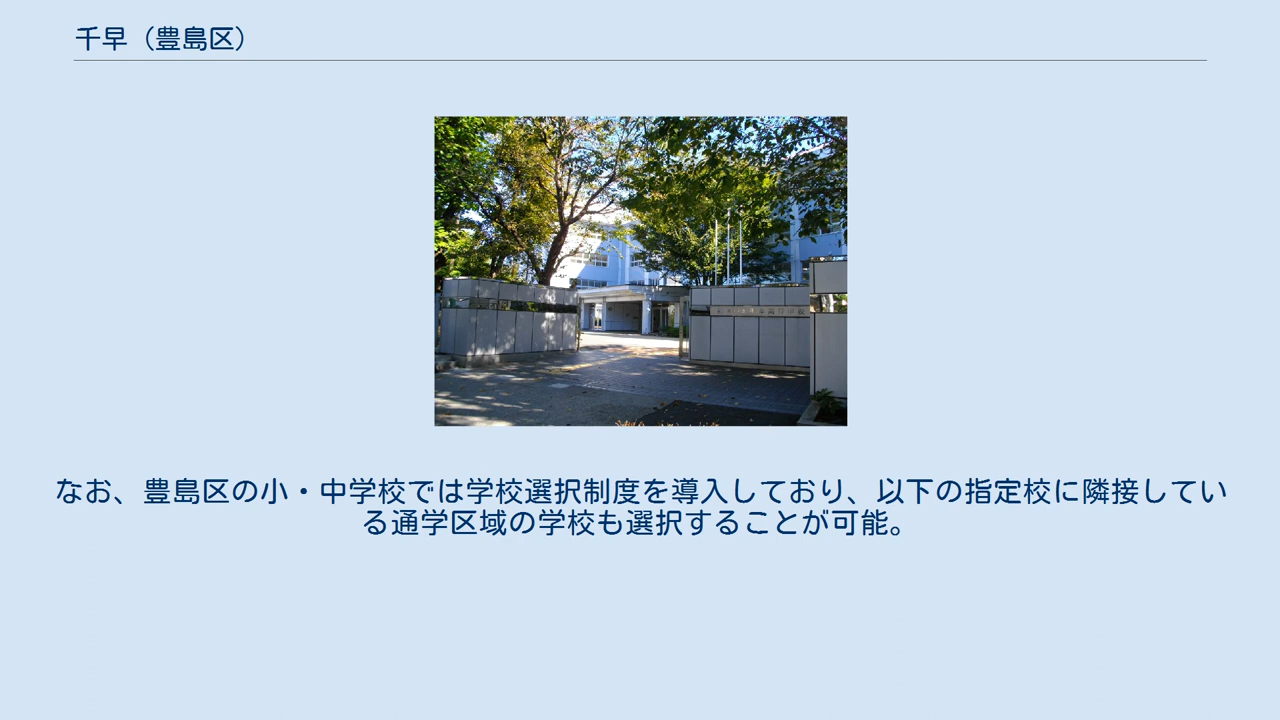 千早（豊島区）
なお、豊島区の小・中学校では学校選択制度を導入しており、以下の指定校に隣接してい
る通学区域の学校も選択することが可能。